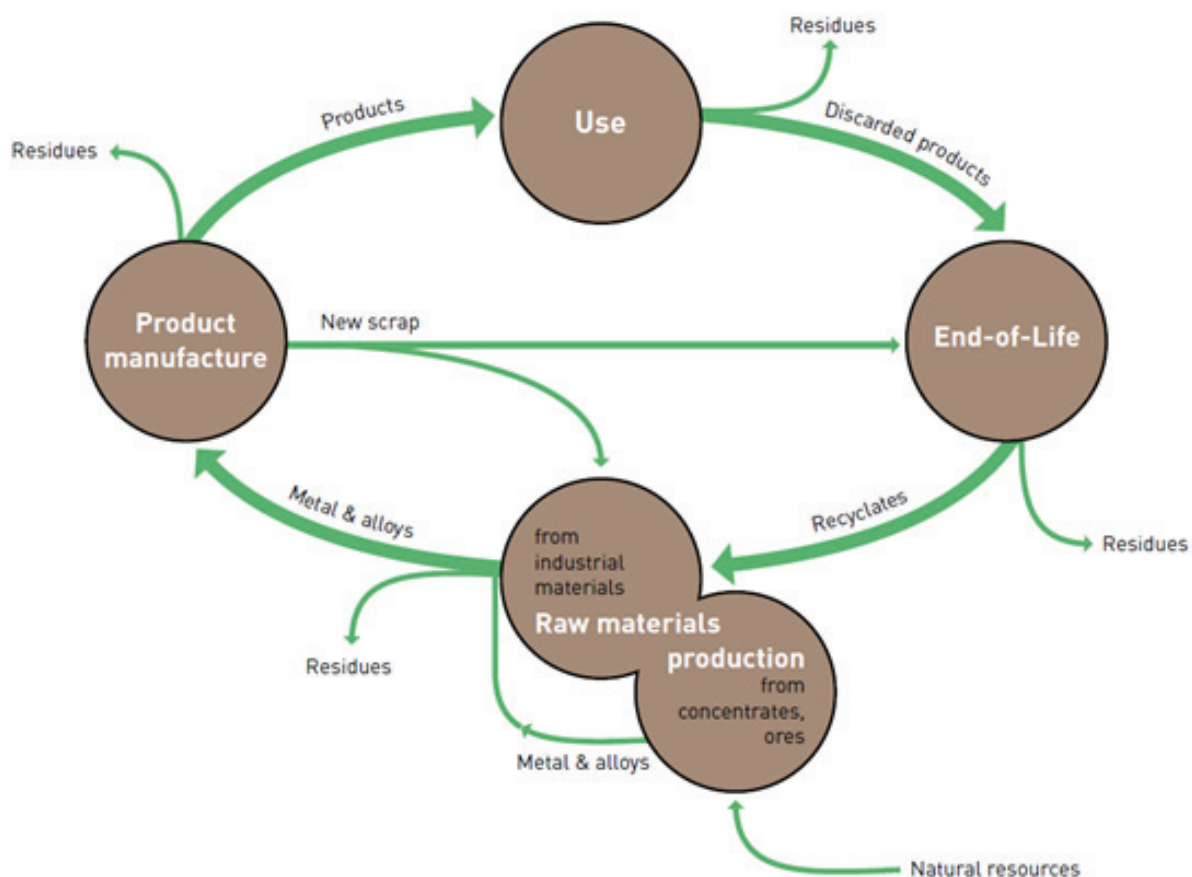 Residues
Use
Products
Discarded products
Residues
Product
manufacture
New scrap
End-of-Life
Metal & alloys
Recyclates
from
industrial
materials
Residues
Raw materials
production
Residues
from
concentrates,
ores
Metal & alloys
Natural resources